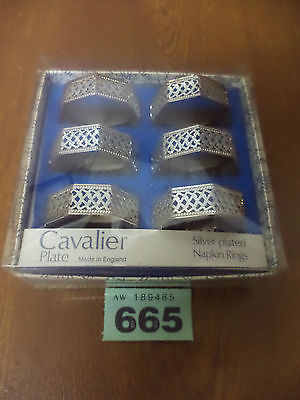 Cavalier
Plate Made in England
Silver plated
Napkin Rings
AW 189485
665